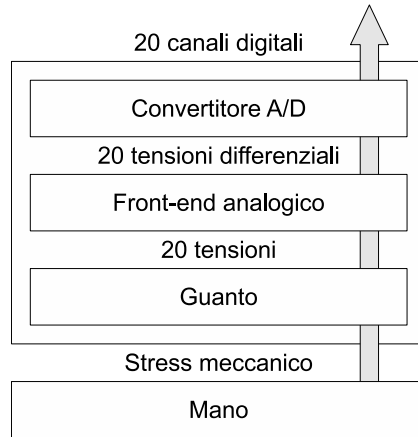 20 canali digitali
Convertitore A/D
20 tensioni differenziali
Front-end analogico
20 tensioni
Guanto
Stress meccanico
Mano